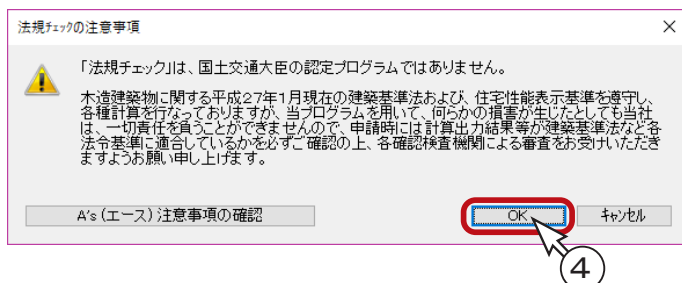 法規ﾁｪｯｸの注意事項
「法規チェック」は、国土交通大臣の認定プログラムではありません。
木造建築物に関する平成27年1月現在の建築基準法および、住宅性能表示基準を遵守し、
各種計算を行なっておりますが、当プログラムを用いて、何らかの損害が生じたとしても当社
は、一切責任を負うことができませんので、申請時には計算出力結果等が建築基準法など各
法令基準に適合しているかを必ずご確認の上、各確認検査機関による審査をお受けいただき
ますようお願い申し上げます。
A's (エース) 注意事項の確認
OK
ｷｬﾝｾﾙ
④